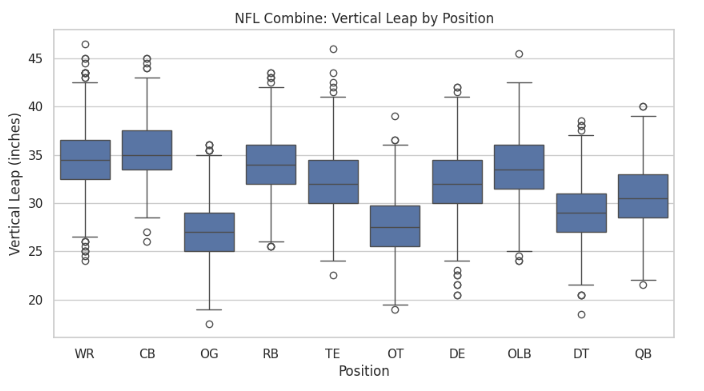 NFL Combine: Vertical Leap by Position
Vertical Leap (inches)
45
40
35
30
25
20
WR CB OG RB TE OT DE OLB DT QB
Position